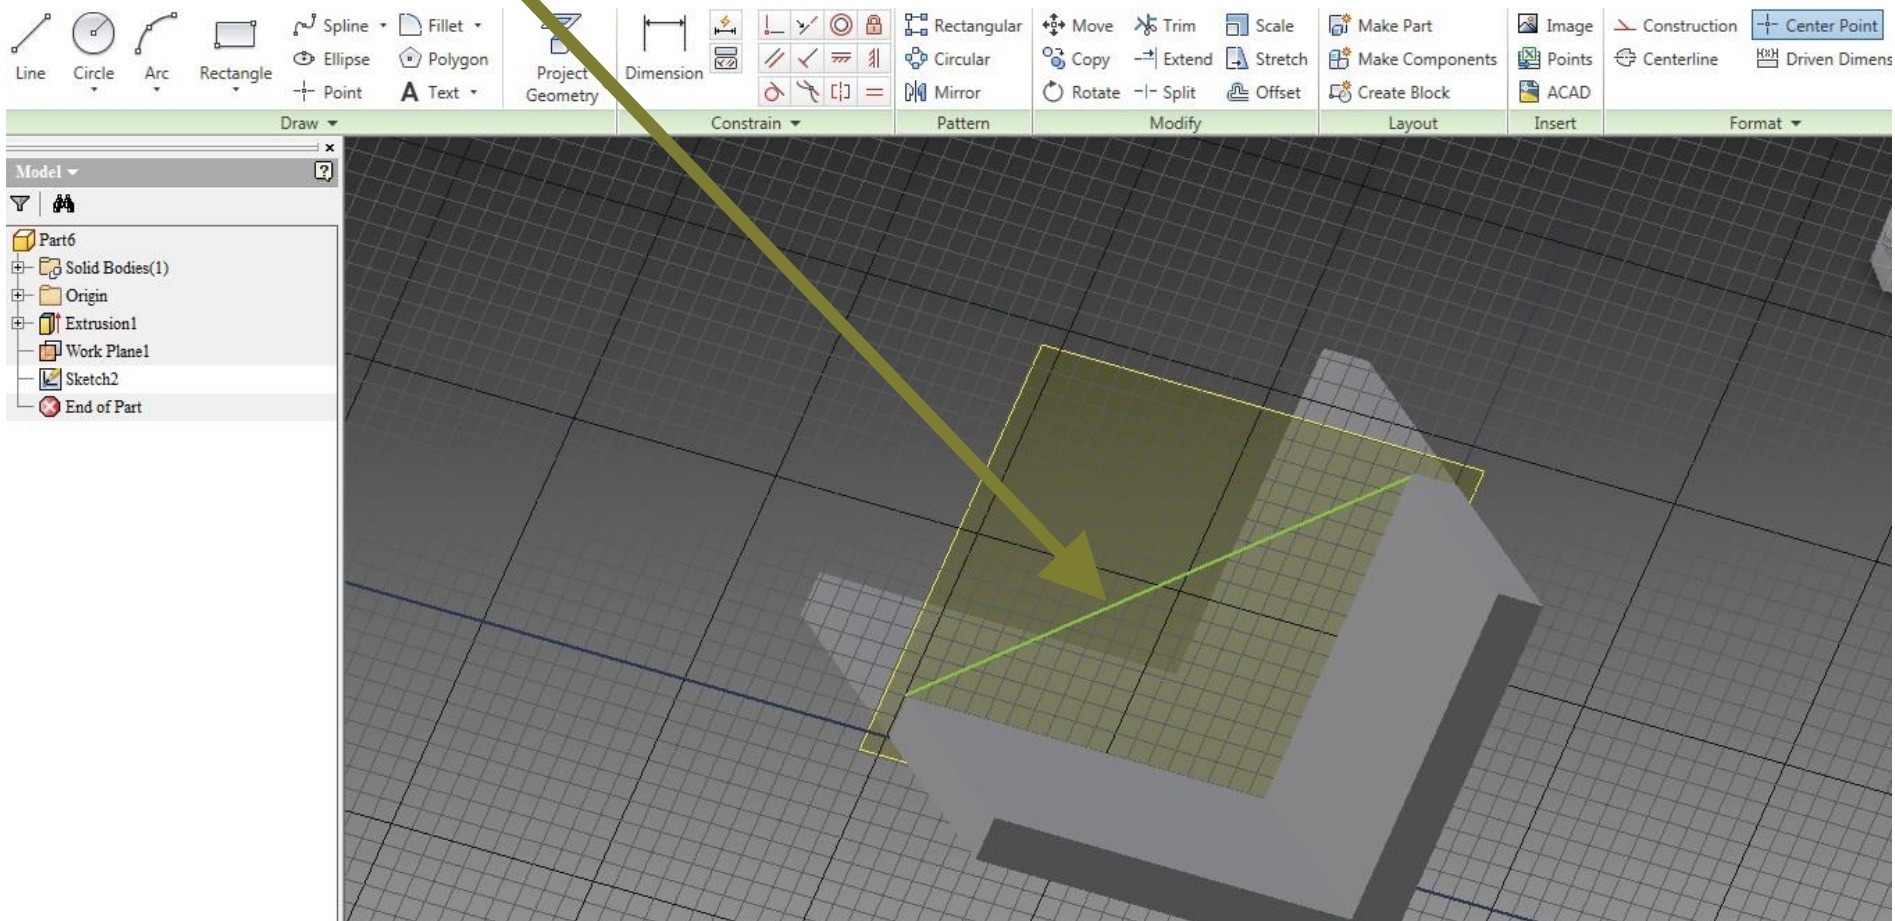 Line
Circle
Arc
Rectangle
Spline
Ellipse
Point
Fillet
Polygon
A Text
Project
Geometry
Dimension
Rectangular
Circular
Mirror
Move
Copy
Rotate
Trim
Extend
Split
Scale
Stretch
Offset
Make Part
Make Components
Create Block
Image
Points
ACAD
Construction
Centerline
Center Point
Driven Dimens
Draw
Constrain
Pattern
Modify
Layout
Insert
Format
Model
Part6
Solid Bodies(1)
Origin
Extrusion1
Work Plane1
Sketch2
End of Part